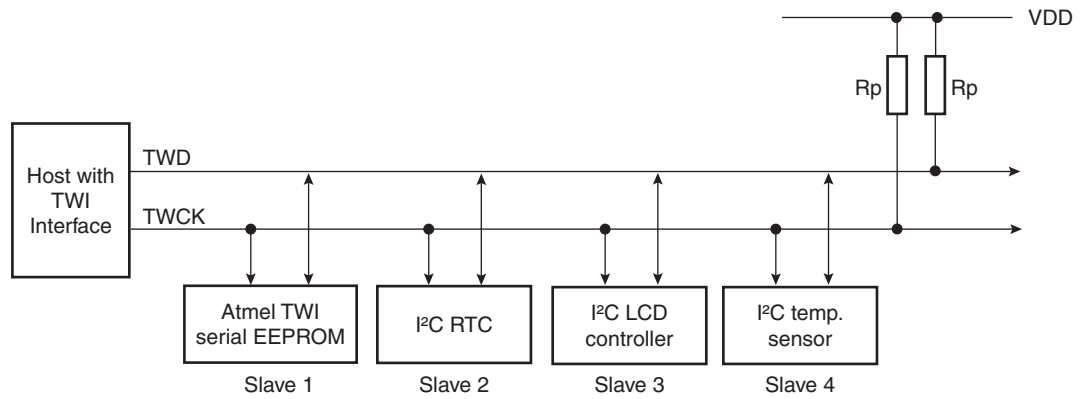 VDD
Rp
Rp
Host with
TWI
Interface
TWD
TWCK
Atmel TWI
serial EEPROM
I²C RTC
I²C LCD
controller
I²C temp.
sensor
Slave 1
Slave 2
Slave 3
Slave 4